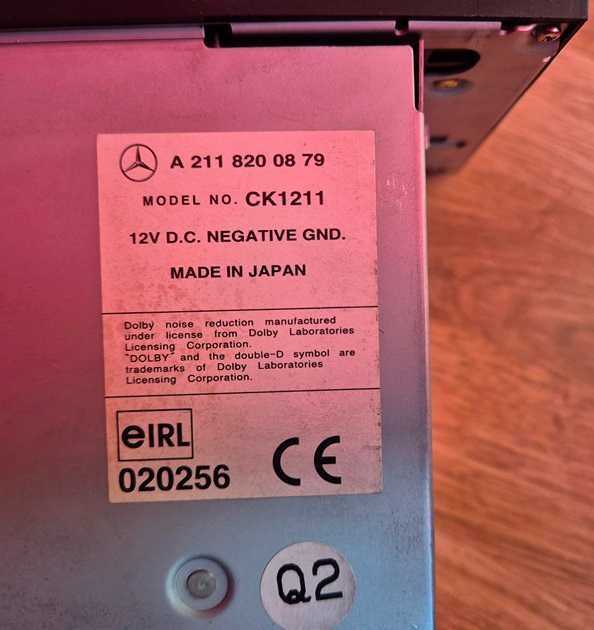 A 211 820 08 79
MODEL NO. CK1211
12V D.C. NEGATIVE GND.
MADE IN JAPAN
Dolby noise reduction manufactured
under license from Dolby Laboratories
Licensing Corporation.
"DOLBY" and the double-D symbol are
trademarks of Dolby Laboratories
Licensing Corporation.
eIRL
020256
CE
Q2